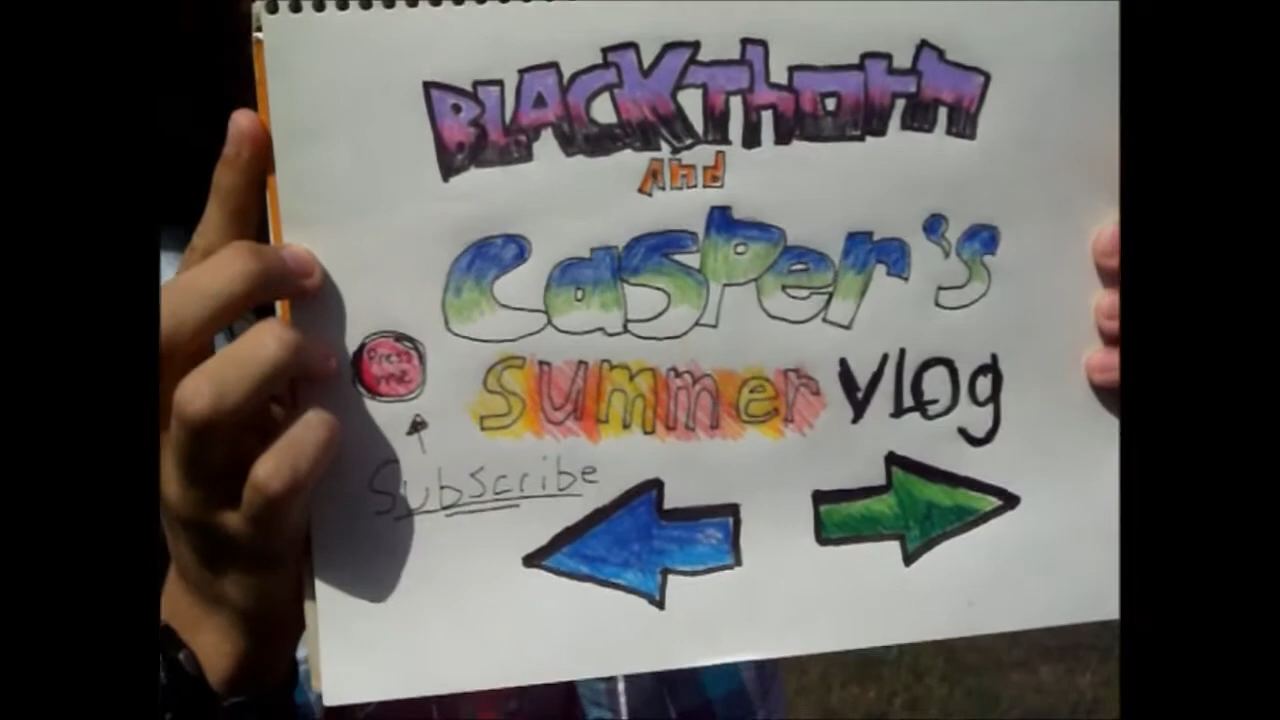 BLACKThorn
And
Casper's
Summer Vlog
Press
me
Subscribe